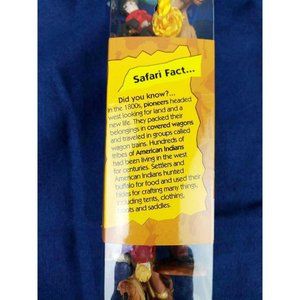 Safari Fact...
Did you know?...
In the 1800s, pioneers headed
west looking for land and a
new life. They packed their
belongings in covered wagons
and traveled in groups called
wagon trains. Hundreds of
tribes of American Indians
had been living in the west
for centuries. Settlers and
American Indians hunted
buffalo for food and used their
hides for crafting many things,
including tents, clothing,
boats and saddles.